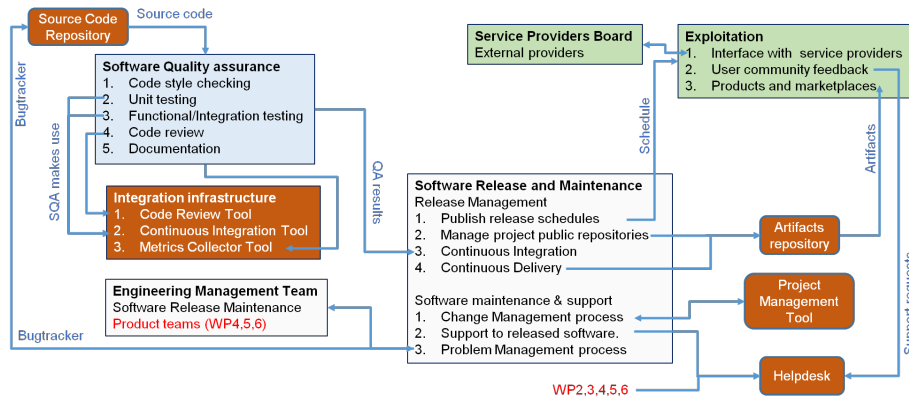 Source Code
Repository
Source code
Bugtracker
Software Quality assurance
1. Code style checking
2. Unit testing
3. Functional/Integration testing
4. Code review
5. Documentation
SQA makes use
QA results
Integration infrastructure
1. Code Review Tool
2. Continuous Integration Tool
3. Metrics Collector Tool
Engineering Management Team
Software Release Maintenance
Product teams (WP4,5,6)
Bugtracker
Service Providers Board
External providers
Exploitation
1. Interface with service providers
2. User community feedback
3. Products and marketplaces
Schedule
Artifacts
Software Release and Maintenance
Release Management
1. Publish release schedules
2. Manage project public repositories
3. Continuous Integration
4. Continuous Delivery
Software maintenance & support
1. Change Management process
2. Support to released software.
3. Problem Management process
Artifacts
repository
Project
Management
Tool
Support requests
Helpdesk
WP2,3,4,5,6